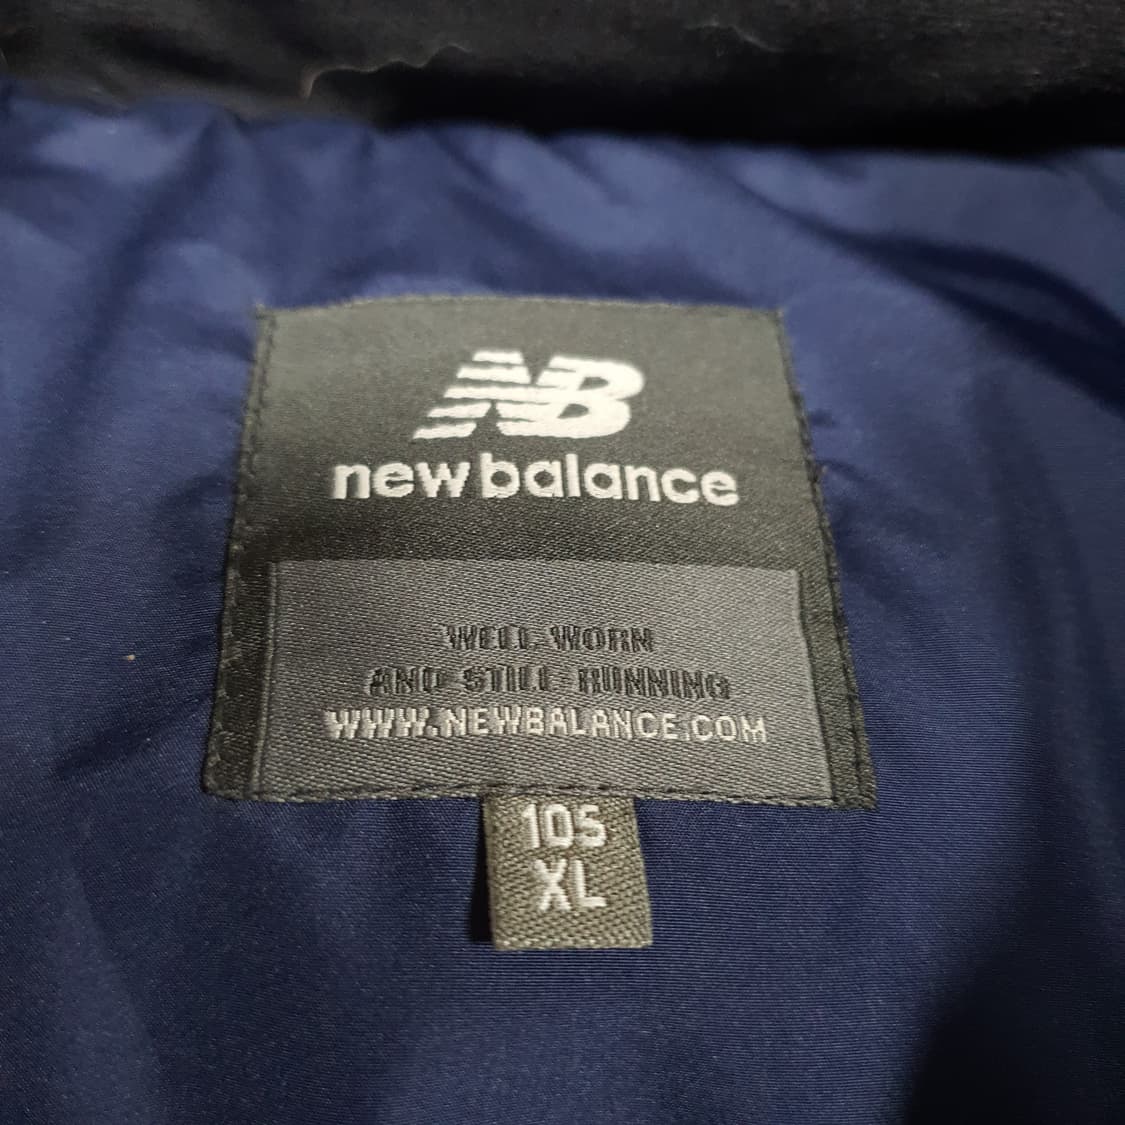 NB
new balance
WELL WORN
AND STILL RUNNING
WWW.NEWBALANCE.COM
105
XL